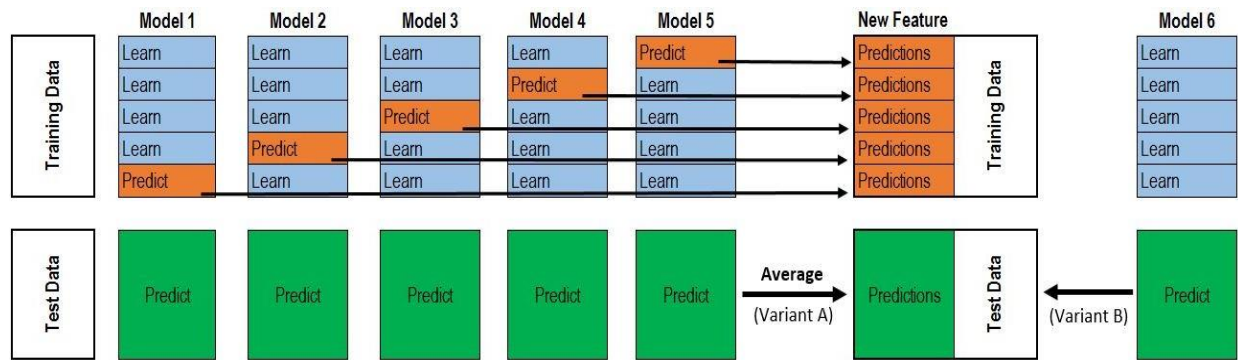 Model 1 Model 2 Model 3 Model 4 Model 5 New Feature Model 6
Training Data
Learn Learn Learn Learn Predict Predictions Learn
Learn Learn Learn Predict Learn Predictions Learn
Learn Learn Predict Learn Learn Predictions Learn
Learn Predict Learn Learn Learn Predictions Learn
Predict Learn Learn Learn Learn Predictions Learn
Training Data
Test Data
Predict Predict Predict Predict Predict
Average
(Variant A)
Predictions
Test Data
(Variant B)
Predict